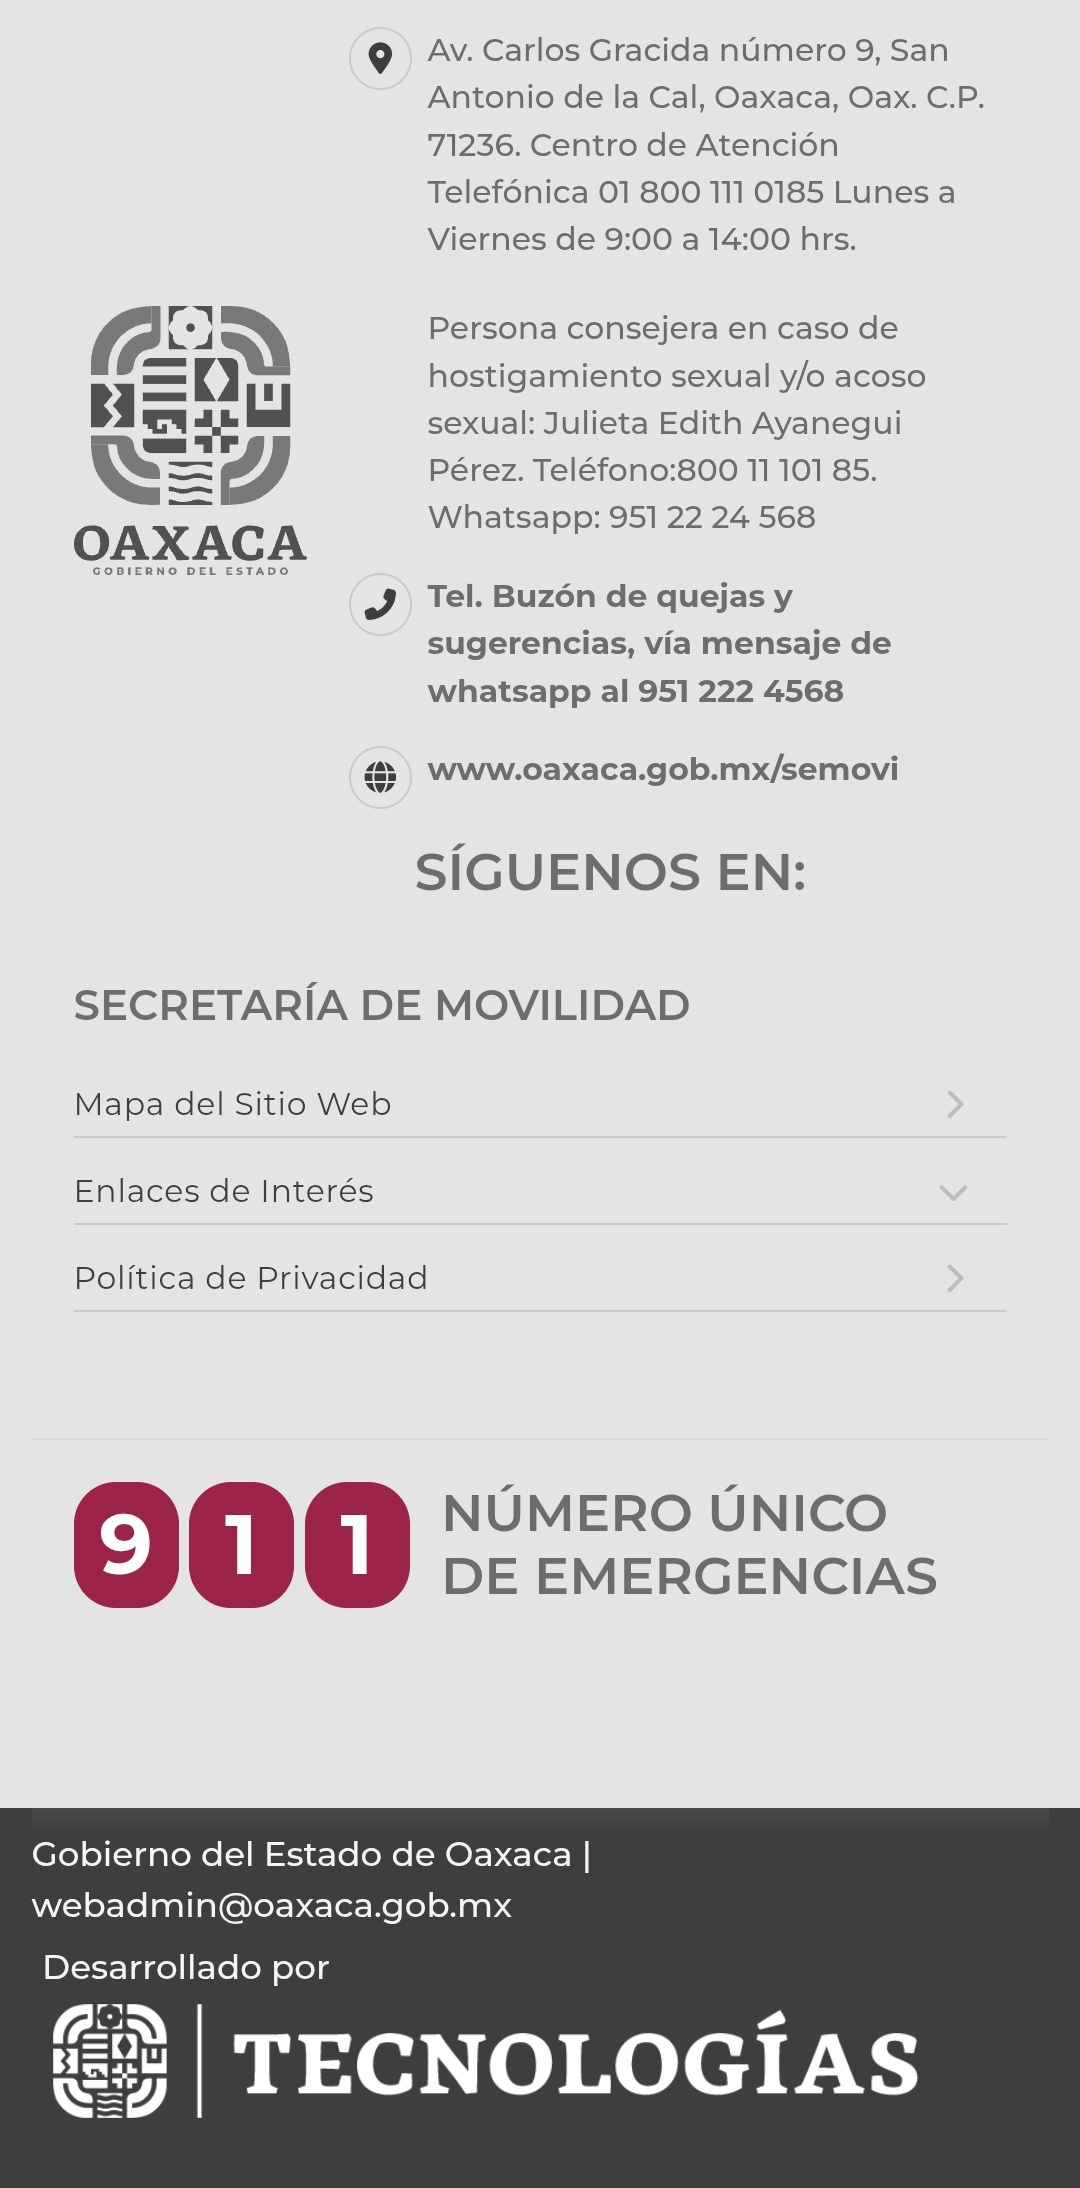 Av. Carlos Gracida número 9, San
Antonio de la Cal, Oaxaca, Oax. C.P.
71236. Centro de Atención
Telefónica 01 800 111 0185 Lunes a
Viernes de 9:00 a 14:00 hrs.
Persona consejera en caso de
hostigamiento sexual y/o acoso
sexual: Julieta Edith Ayanegui
Pérez. Teléfono:800 11 101 85.
Whatsapp: 951 22 24 568
OAXACA
GOBIERNO DEL ESTADO
Tel. Buzón de quejas y
sugerencias, vía mensaje de
whatsapp al 951 222 4568
www.oaxaca.gob.mx/semovi
SÍGUENOS EN:
SECRETARÍA DE MOVILIDAD
Mapa del Sitio Web
Enlaces de Interés
Política de Privacidad
911 NÚMERO ÚNICO
DE EMERGENCIAS
Gobierno del Estado de Oaxaca |
webadmin@oaxaca.gob.mx
Desarrollado por
TECNOLOGÍAS